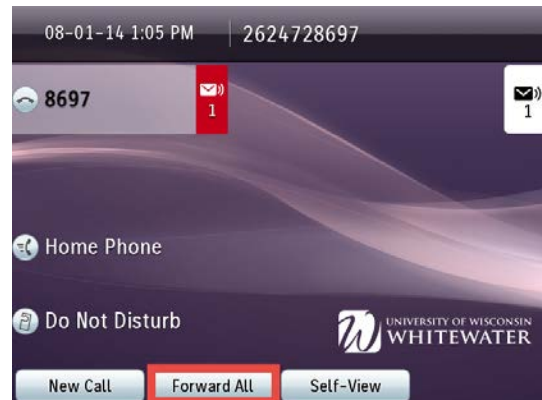 08-01-14 1:05 PM 2624728697
8697 1 1
Home Phone
Do Not Disturb
UNIVERSITY OF WISCONSIN
WHITEWATER
New Call Forward All Self-View